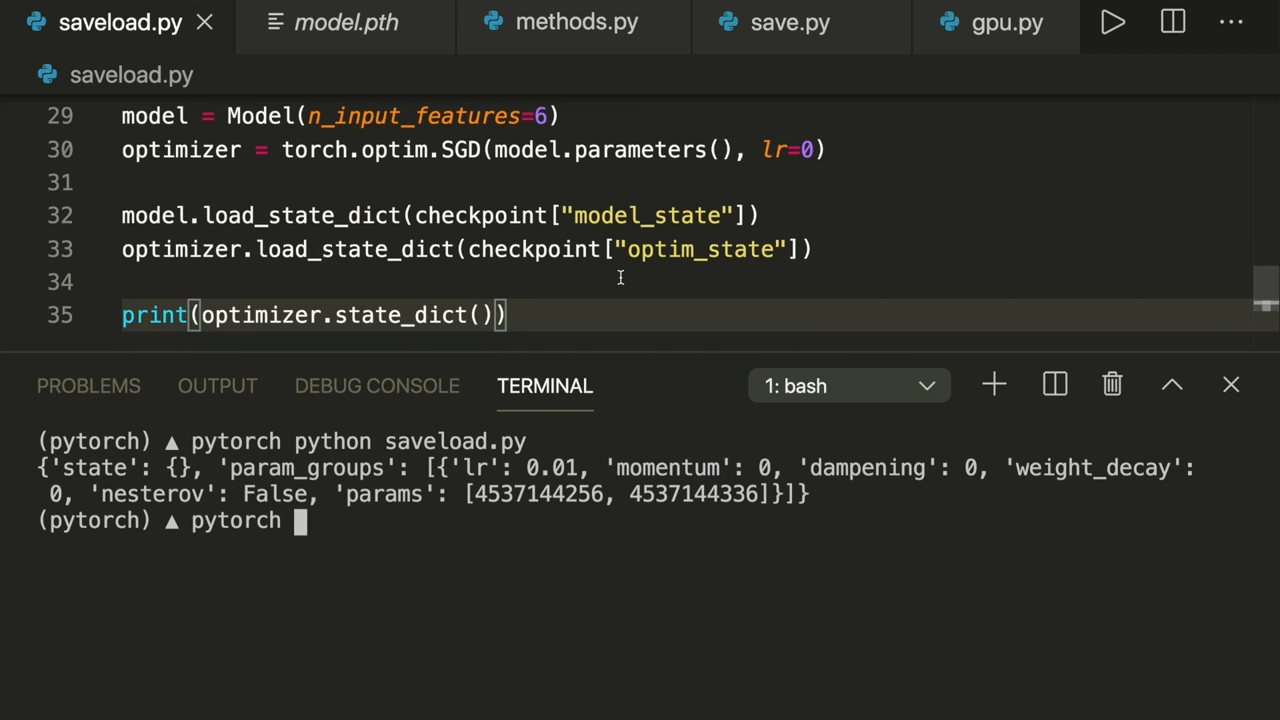 saveload.py
model.pth
methods.py
save.py
gpu.py
saveload.py
29 model = Model(n_input_features=6)
30 optimizer = torch.optim.SGD(model.parameters(), lr=0)
31
32 model.load_state_dict(checkpoint["model_state"])
33 optimizer.load_state_dict(checkpoint["optim_state"])
34
35 print(optimizer.state_dict())
PROBLEMS OUTPUT DEBUG CONSOLE TERMINAL 1: bash
(pytorch) ▲ pytorch python saveload.py
{'state': {}, 'param_groups': [{'lr': 0.01, 'momentum': 0, 'dampening': 0, 'weight_decay':
0, 'nesterov': False, 'params': [4537144256, 4537144336]}]}
(pytorch) ▲ pytorch